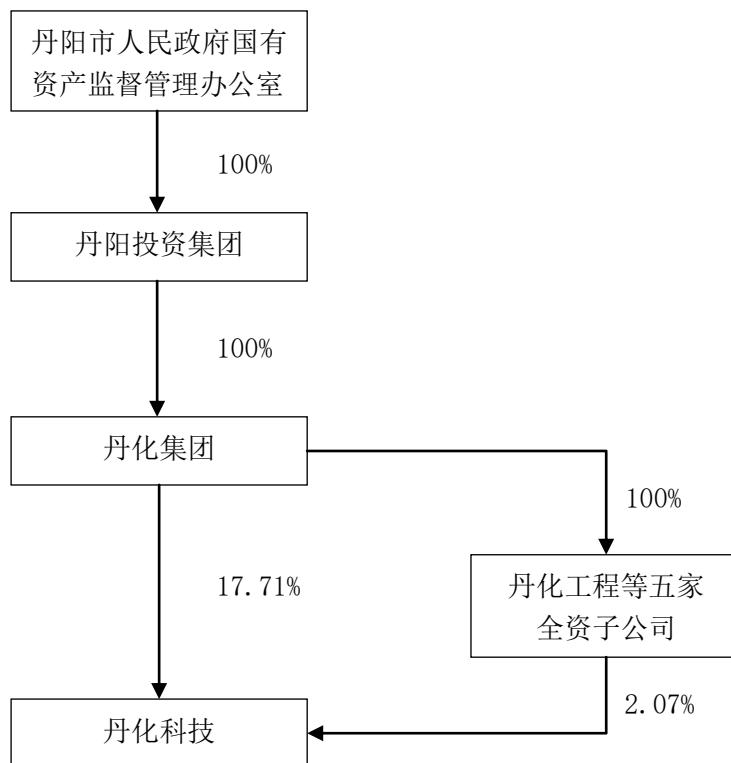 丹阳市人民政府国有
资产监督管理办公室
100%
丹阳投资集团
100%
丹化集团
100%
17.71%
丹化工程等五家
全资子公司
2.07%
丹化科技